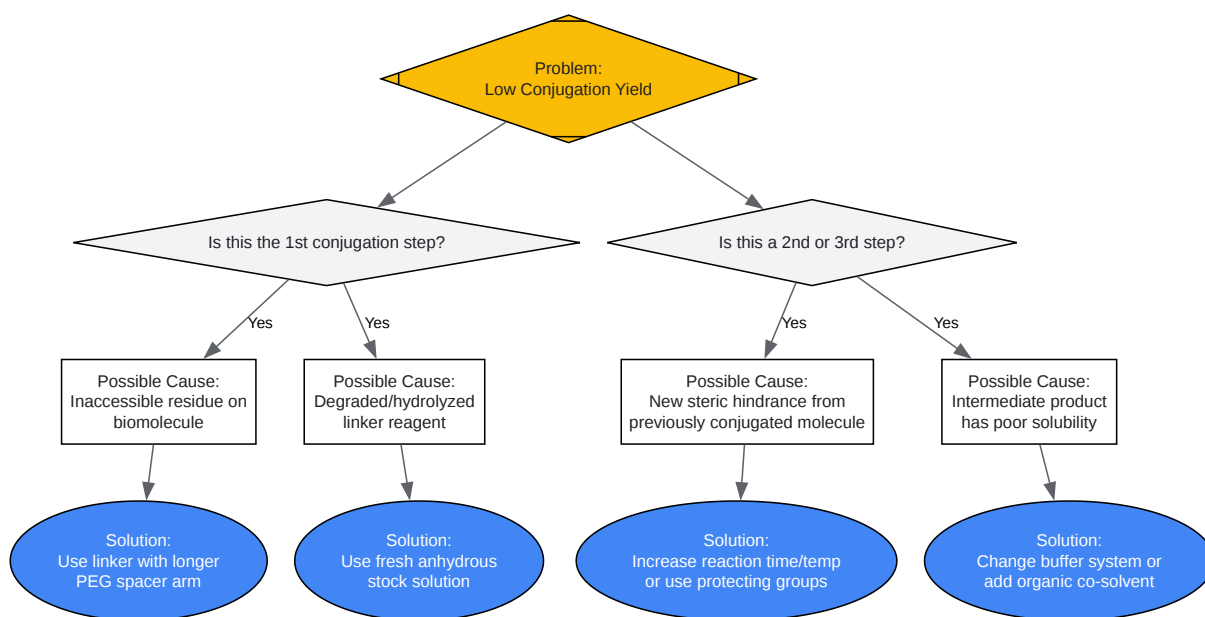 Problem:
Low Conjugation Yield
Is this the 1st conjugation step?
Is this a 2nd or 3rd step?
Yes
Yes
Yes
Yes
Possible Cause:
Inaccessible residue on
biomolecule
Possible Cause:
Degraded/hydrolyzed
linker reagent
Possible Cause:
New steric hindrance from
previously conjugated molecule
Possible Cause:
Intermediate product
has poor solubility
Solution:
Use linker with longer
PEG spacer arm
Solution:
Use fresh anhydrous
stock solution
Solution:
Increase reaction time/temp
or use protecting groups
Solution:
Change buffer system or
add organic co-solvent